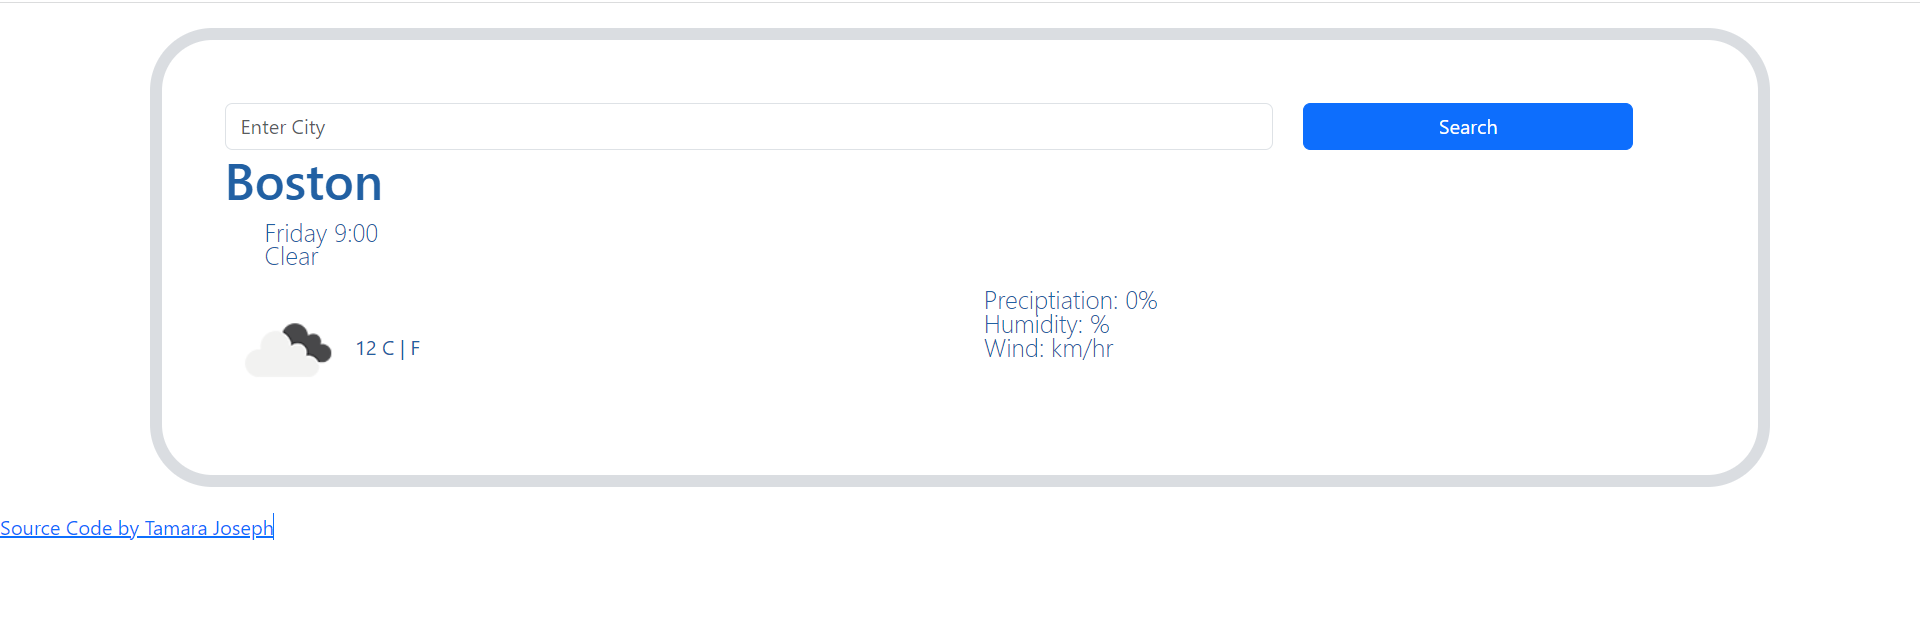 Enter City
Search
Boston
Friday 9:00
Clear
Preciptiation: 0%
Humidity: %
Wind: km/hr
12 C | F
Source Code by Tamara Joseph